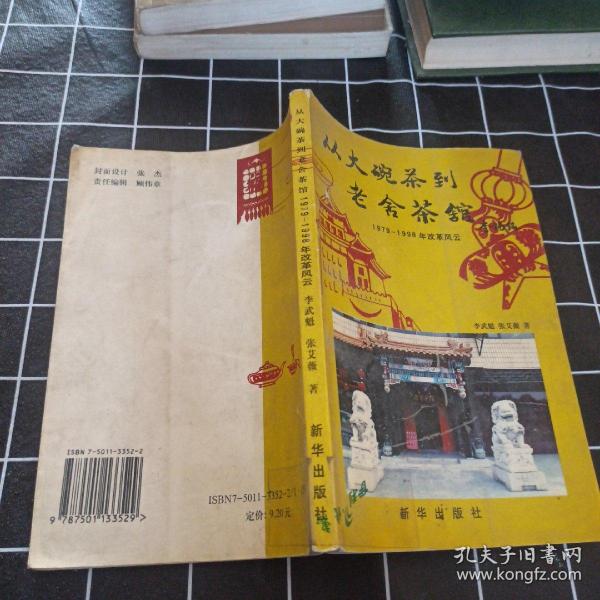 封面设计 张 杰
责任编辑 顾伟章
ISBN 7-5011-3352-2
9 787501 133529 >
定价: 9.20元
从大碗茶到老舍茶馆 1979-1998年改革风云 李武魁 张艾薇 著 新华出版社
从大碗茶到
老舍茶馆
1979-1998年改革风云
李武魁 张艾薇 著
新华出版社
孔夫子旧书网
www.kongfz.com